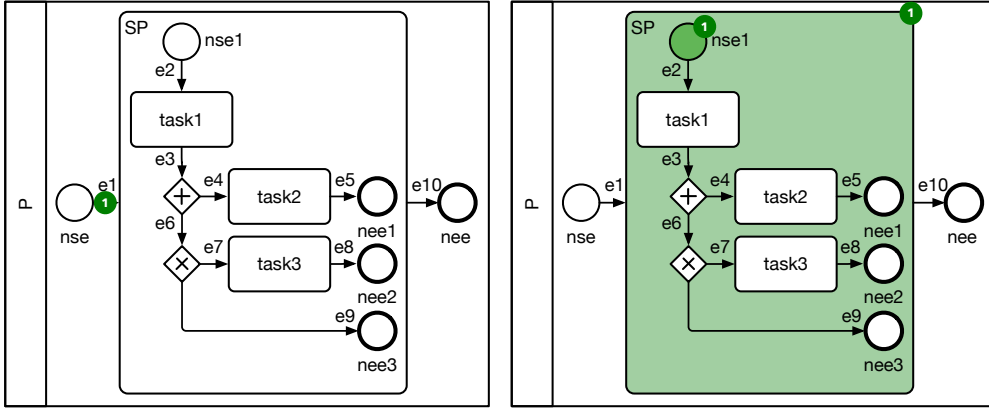 SP
nse1
e2
task1
e3
e1
1
e4
task2
e5
e10
P
nse
nee1
nee
e6
e7
task3
e8
nee2
e9
nee3
SP
1
1
nse1
e2
task1
e3
e1
e4
task2
e5
e10
P
nse
nee1
nee
e6
e7
task3
e8
nee2
e9
nee3